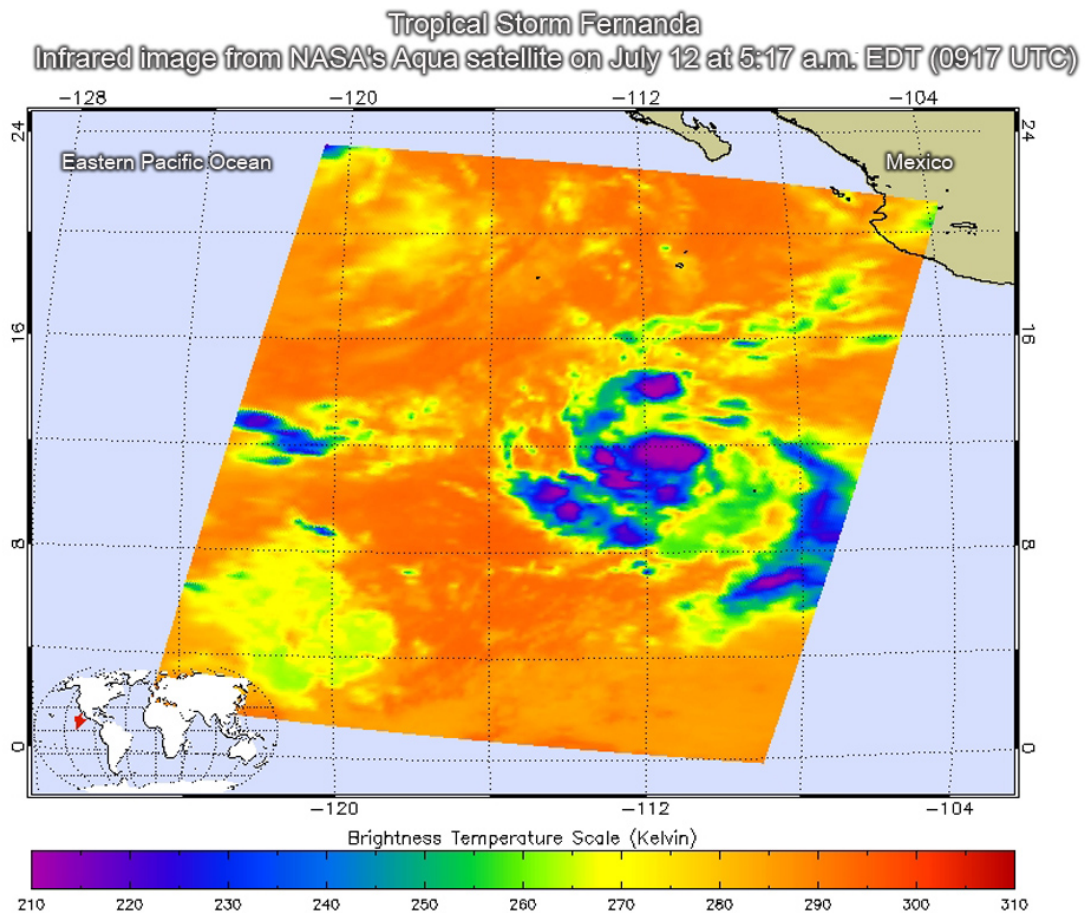 Tropical Storm Fernanda
Infrared image from NASA's Aqua satellite on July 12 at 5:17 a.m. EDT (0917 UTC)
-128 -120 -112 -104
24 24
Eastern Pacific Ocean Mexico
16 16
8 8
0 0
-120 -112 -104
Brightness Temperature Scale (Kelvin)
210 220 230 240 250 260 270 280 290 300 310